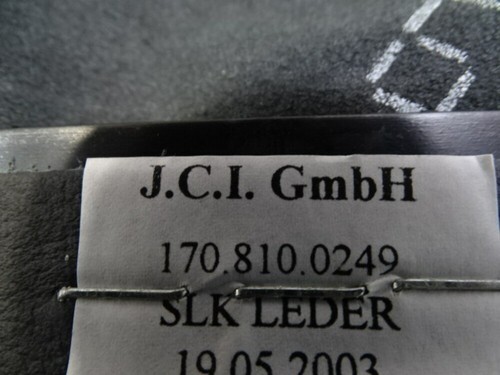 J.C.I. GmbH
170.810.0249
SLK LEDER
19.05.2003